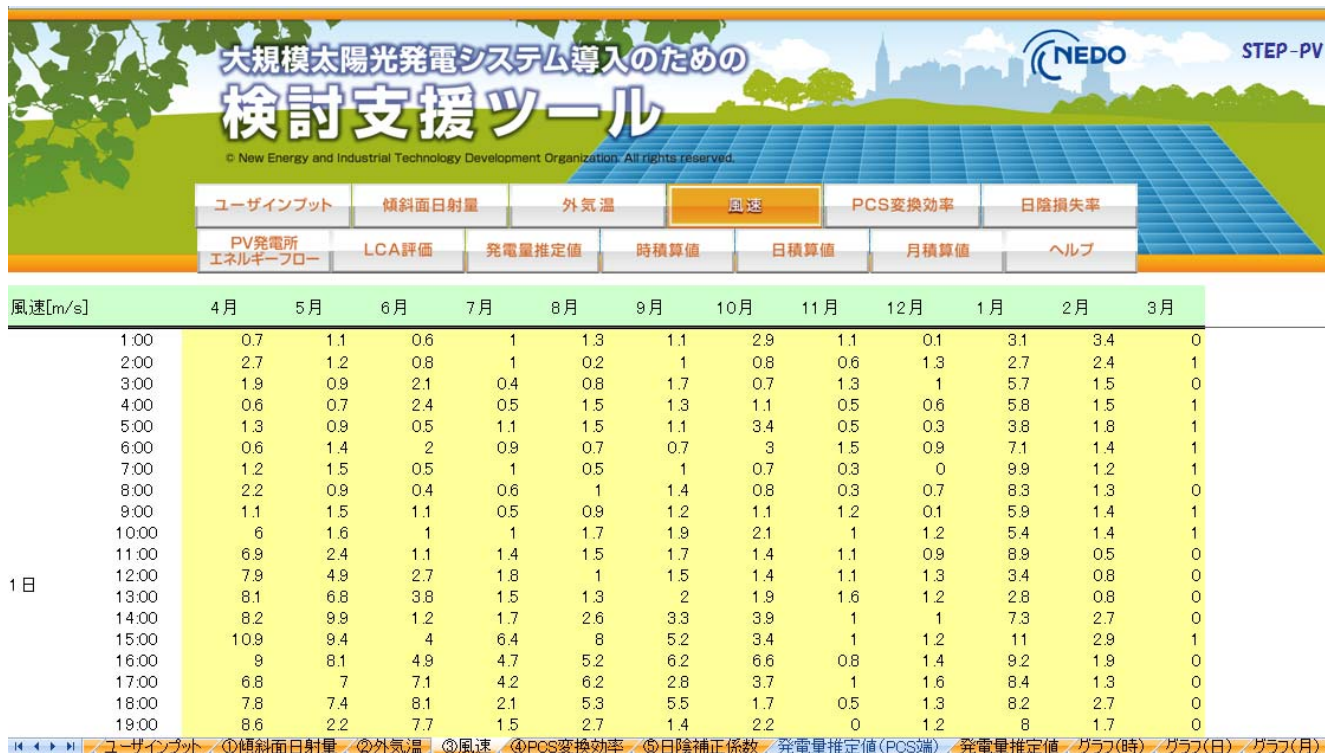 大規模太陽光発電システム導入のための
NEDO
STEP-PV
検討支援ツール
© New Energy and Industrial Technology Development Organization. All rights reserved.
ユーザインプット 傾斜面日射量 外気温 風速 PCS変換効率 日陰損失率
PV発電所
エネルギーフロー LCA評価 発電量推定値 時積算値 日積算値 月積算値 ヘルプ
風速[m/s] 4月 5月 6月 7月 8月 9月 10月 11月 12月 1月 2月 3月
1:00 0.7 1.1 0.6 1 1.3 1.1 2.9 1.1 0.1 3.1 3.4 0
2:00 2.7 1.2 0.8 1 0.2 1 0.8 0.6 1.3 2.7 2.4 1
3:00 1.9 0.9 2.1 0.4 0.8 1.7 0.7 1.3 1 5.7 1.5 0
4:00 0.6 0.7 2.4 0.5 1.5 1.3 1.1 0.5 0.6 5.8 1.5 1
5:00 1.3 0.9 0.5 1.1 1.5 1.1 3.4 0.5 0.3 3.8 1.8 1
6:00 0.6 1.4 2 0.9 0.7 0.7 3 1.5 0.9 7.1 1.4 1
7:00 1.2 1.5 0.5 1 0.5 1 0.7 0.3 0 9.9 1.2 1
8:00 2.2 0.9 0.4 0.6 1 1.4 0.8 0.3 0.7 8.3 1.3 0
9:00 1.1 1.5 1.1 0.5 0.9 1.2 1.1 1.2 0.1 5.9 1.4 1
10:00 6 1.6 1 1 1.7 1.9 2.1 1 1.2 5.4 1.4 1
11:00 6.9 2.4 1.1 1.4 1.5 1.7 1.4 1.1 0.9 8.9 0.5 0
1日 12:00 7.9 4.9 2.7 1.8 1 1.5 1.4 1.1 1.3 3.4 0.8 0
13:00 8.1 6.8 3.8 1.5 1.3 2 1.9 1.6 1.2 2.8 0.8 0
14:00 8.2 9.9 1.2 1.7 2.6 3.3 3.9 1 1 7.3 2.7 0
15:00 10.9 9.4 4 6.4 8 5.2 3.4 1 1.2 11 2.9 1
16:00 9 8.1 4.9 4.7 5.2 6.2 6.6 0.8 1.4 9.2 1.9 0
17:00 6.8 7 7.1 4.2 6.2 2.8 3.7 1 1.6 8.4 1.3 0
18:00 7.8 7.4 8.1 2.1 5.3 5.5 1.7 0.5 1.3 8.2 2.7 0
19:00 8.6 2.2 7.7 1.5 2.7 1.4 2.2 0 1.2 8 1.7 0
ユーザインプット ①傾斜面日射量 ②外気温 ③風速 ④PCS変換効率 ⑤日陰補正係数 発電量推定値(PCS端) 発電量推定値 グラフ(時) グラフ(日) グラフ(月)